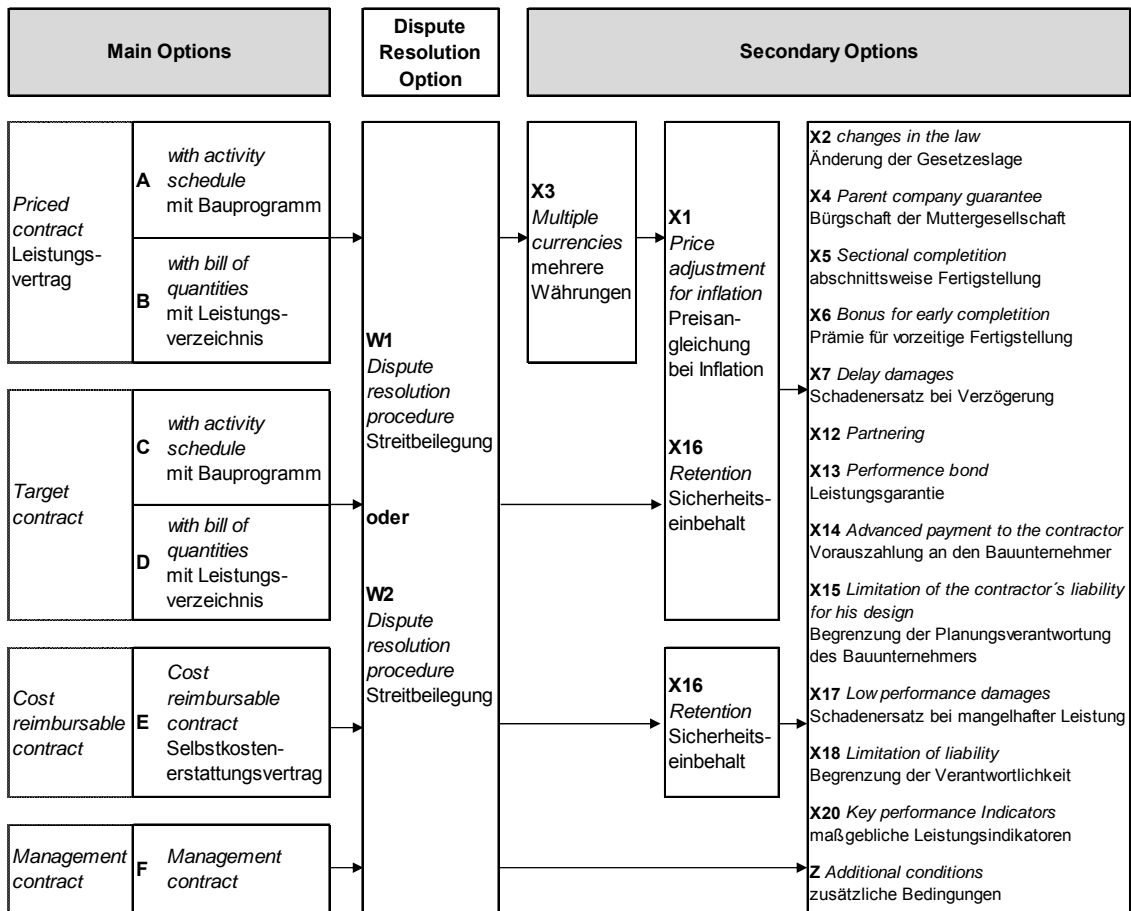 Main Options
Dispute
Resolution
Option
Secondary Options
Priced
contract
Leistungs-
vertrag
A
with activity
schedule
mit Bauprogramm
B
with bill of
quantities
mit Leistungs-
verzeichnis
Target
contract
C
with activity
schedule
mit Bauprogramm
D
with bill of
quantities
mit Leistungs-
verzeichnis
Cost
reimbursable
contract
E
Cost
reimbursable
contract
Selbstkosten-
erstattungsvertrag
Management
contract
F
Management
contract
W1
Dispute
resolution
procedure
Streitbeilegung
oder
W2
Dispute
resolution
procedure
Streitbeilegung
X3
Multiple
currencies
mehrere
Währungen
X1
Price
adjustment
for inflation
Preisan-
gleichung
bei Inflation
X16
Retention
Sicherheits-
einbehalt
X16
Retention
Sicherheits-
einbehalt
X2 changes in the law
Änderung der Gesetzeslage
X4 Parent company guarantee
Bürgschaft der Muttergesellschaft
X5 Sectional completition
abschnittsweise Fertigstellung
X6 Bonus for early completition
Prämie für vorzeitige Fertigstellung
X7 Delay damages
Schadenersatz bei Verzögerung
X12 Partnering
X13 Performence bond
Leistungsgarantie
X14 Advanced payment to the contractor
Vorauszahlung an den Bauunternehmer
X15 Limitation of the contractor´s liability
for his design
Begrenzung der Planungsverantwortung
des Bauunternehmers
X17 Low performance damages
Schadenersatz bei mangelhafter Leistung
X18 Limitation of liability
Begrenzung der Verantwortlichkeit
X20 Key performance Indicators
maßgebliche Leistungsindikatoren
Z Additional conditions
zusätzliche Bedingungen